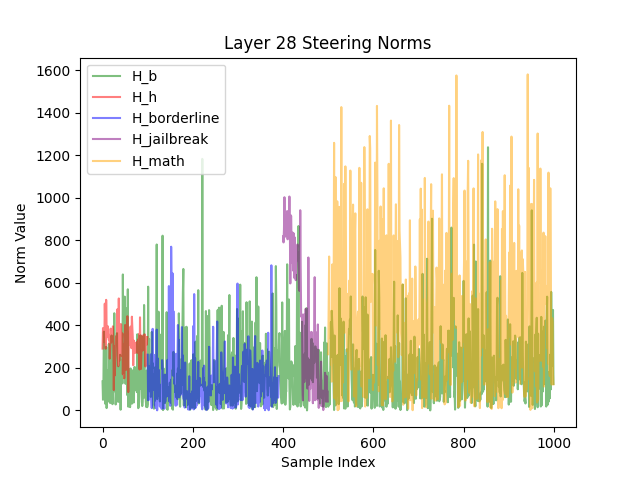 Layer 28 Steering Norms
H_b
H_h
H_borderline
H_jailbreak
H_math
Norm Value
1600
1400
1200
1000
800
600
400
200
0
0 200 400 600 800 1000
Sample Index